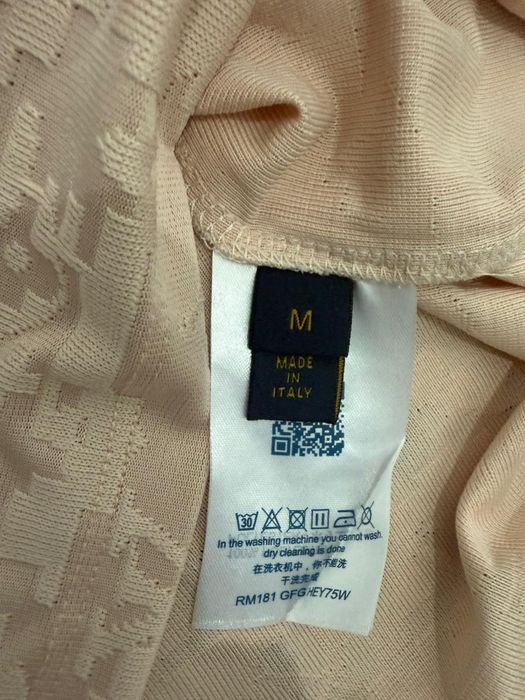 M
MADE
IN
ITALY
30
In the washing machine you cannot wash.
dry cleaning is done
在洗衣机中，你不能洗
干洗完成
RM181 GFG HEY75W